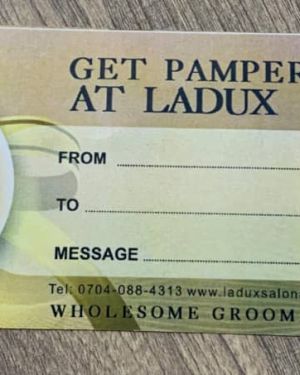 GET PAMPER
AT LADUX
FROM
TO
MESSAGE
Tel: 0704-088-4313 www.laduxsalon
WHOLESOME GROOM